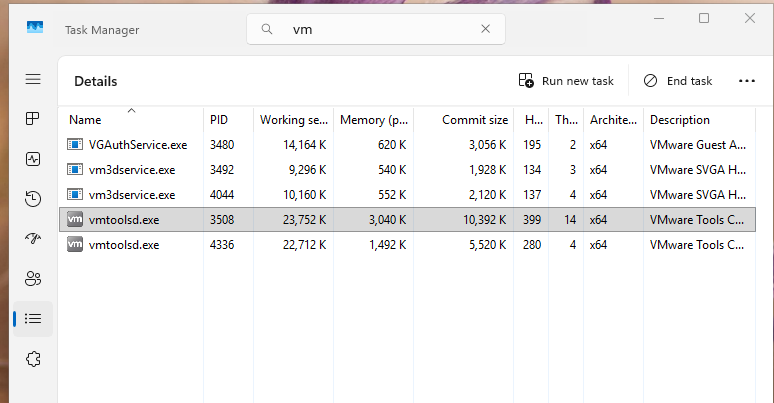 Task Manager
vm
Details
Run new task
End task
Name PID Working se... Memory (p... Commit size H... Th... Archite... Description
VGAuthService.exe 3480 14,164 K 620 K 3,056 K 195 2 x64 VMware Guest A...
vm3dservice.exe 3492 9,296 K 540 K 1,928 K 134 3 x64 VMware SVGA H...
vm3dservice.exe 4044 10,160 K 552 K 2,120 K 137 4 x64 VMware SVGA H...
vm vmtoolsd.exe 3508 23,752 K 3,040 K 10,392 K 399 14 x64 VMware Tools C...
vm vmtoolsd.exe 4336 22,712 K 1,492 K 5,520 K 280 4 x64 VMware Tools C...